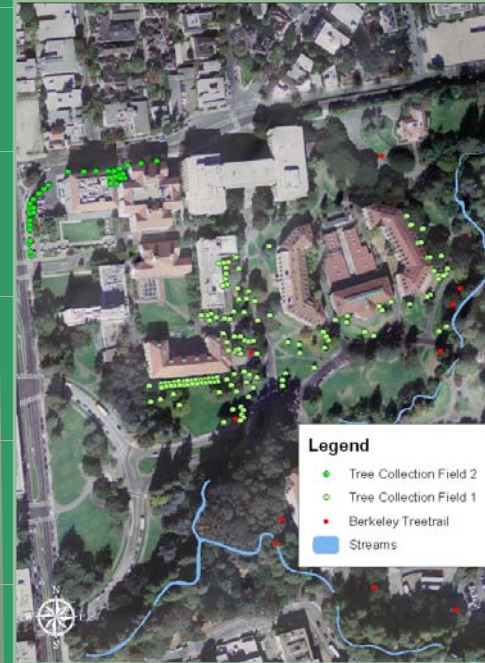 N
W
E
S
Legend
Tree Collection Field 2
Tree Collection Field 1
Berkeley Treetrail
Streams